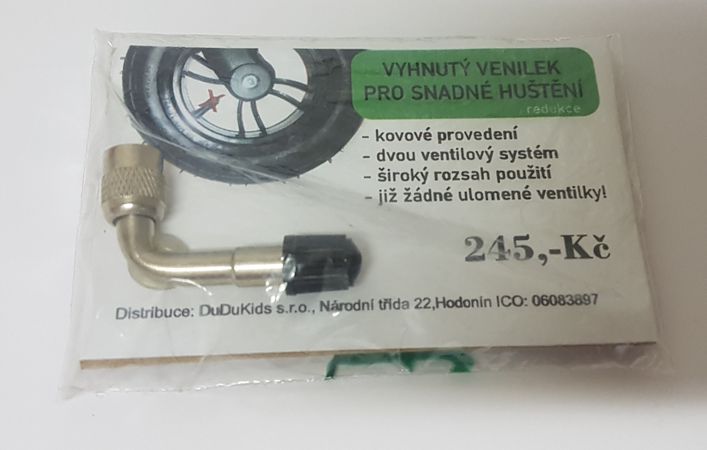 VYHNUTÝ VENILEK
PRO SNADNÉ HUŠTĚNÍ
redukce
- kovové provedení
- dvou ventilový systém
- široký rozsah použití
- již žádné ulomené ventilky!
245,-Kč
Distribuce: DuDuKids s.r.o., Národní třída 22,Hodonín ICO: 06083897